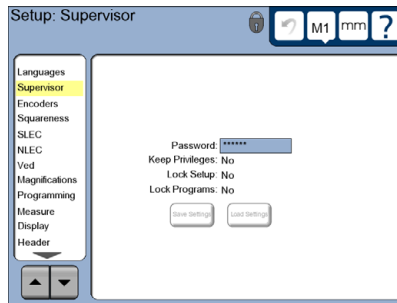 Setup: Supervisor
M1
mm
?
Languages
Supervisor
Encoders
Squareness
SLEC
NLEC
Ved
Magnifications
Programming
Measure
Display
Header
Password: ******
Keep Privileges: No
Lock Setup: No
Lock Programs: No
Save Settings
Load Settings